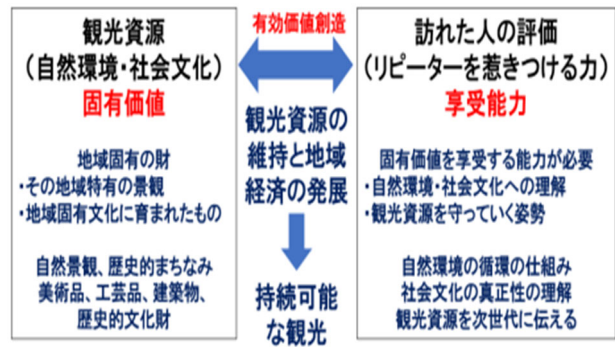 観光資源
（自然環境・社会文化）
固有価値
地域固有の財
・その地域特有の景観
・地域固有文化に育まれたもの
自然景観、歴史的まちなみ
美術品、工芸品、建築物、
歴史的文化財
有効価値創造
観光資源の
維持と地域
経済の発展
持続可能
な観光
訪れた人の評価
（リピーターを惹きつける力）
享受能力
固有価値を享受する能力が必要
・自然環境・社会文化への理解
・観光資源を守っていく姿勢
自然環境の循環の仕組み
社会文化の真正性の理解
観光資源を次世代に伝える